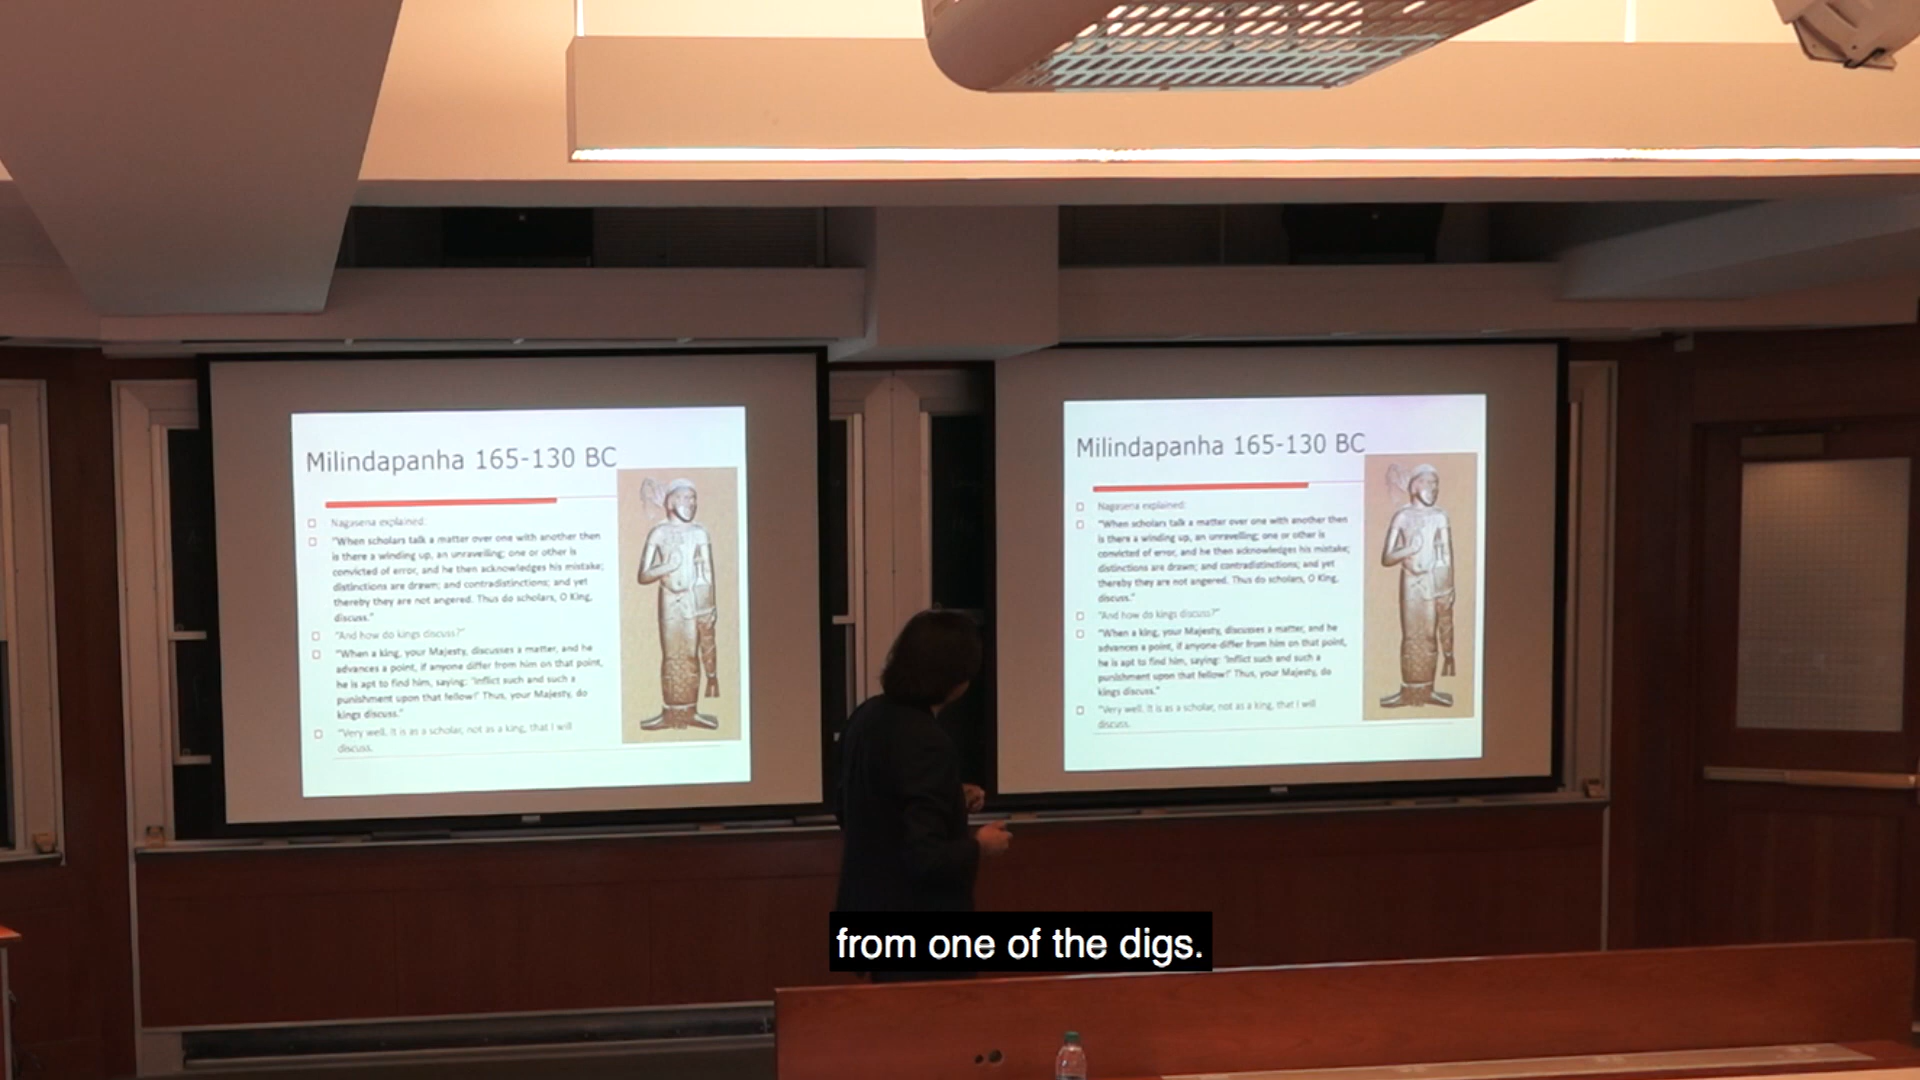 Milindapanha 165-130 BC
Nagasena explained:
"When scholars talk a matter over one with another then
is there a winding up, an unravelling; one or other is
convicted of error, and he then acknowledges his mistake;
distinctions are drawn; and contradistinctions; and yet
thereby they are not angered. Thus do scholars, O King,
discuss."
"And how do kings discuss?"
"When a king, your Majesty, discusses a matter, and he
advances a point, if anyone differ from him on that point,
he is apt to find him, saying: 'Inflict such and such a
punishment upon that fellow!' Thus, your Majesty, do
kings discuss."
"Very well. It is as a scholar, not as a king, that I will
discuss.
Milindapanha 165-130 BC
Nagasena explained:
"When scholars talk a matter over one with another then
is there a winding up, an unravelling; one or other is
convicted of error, and he then acknowledges his mistake;
distinctions are drawn; and contradistinctions; and yet
thereby they are not angered. Thus do scholars, O King,
discuss."
"And how do kings discuss?"
"When a king, your Majesty, discusses a matter, and he
advances a point, if anyone differ from him on that point,
he is apt to find him, saying: 'Inflict such and such a
punishment upon that fellow!' Thus, your Majesty, do
kings discuss."
"Very well. It is as a scholar, not as a king, that I will
discuss.
from one of the digs.